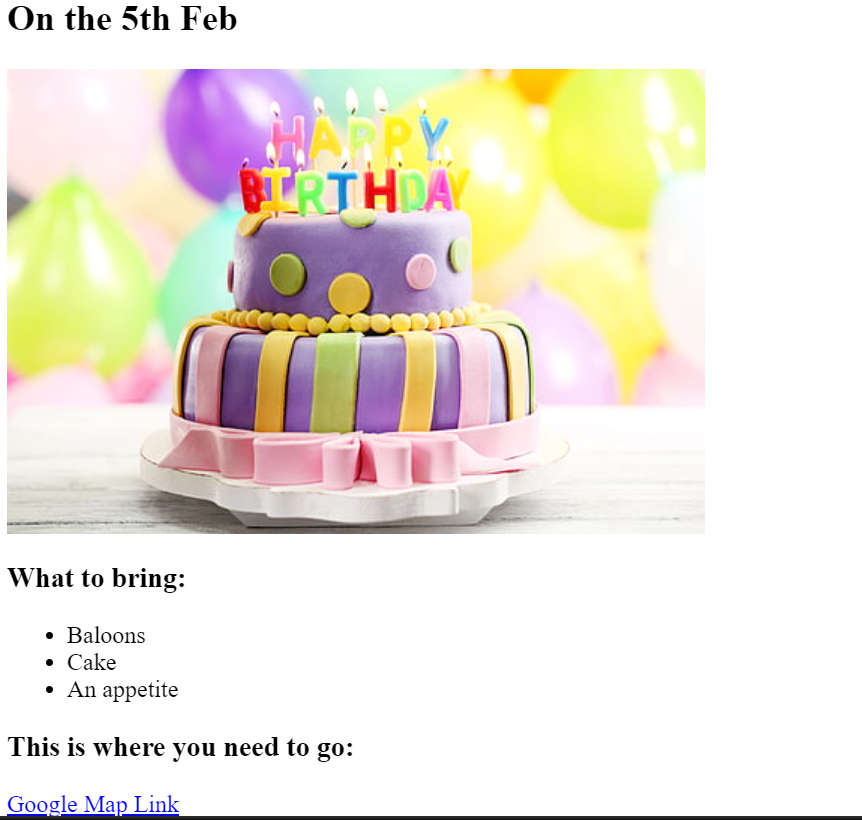 On the 5th Feb
HAPPY
BIRTHDAY
What to bring:
Baloons
Cake
An appetite
This is where you need to go:
Google Map Link